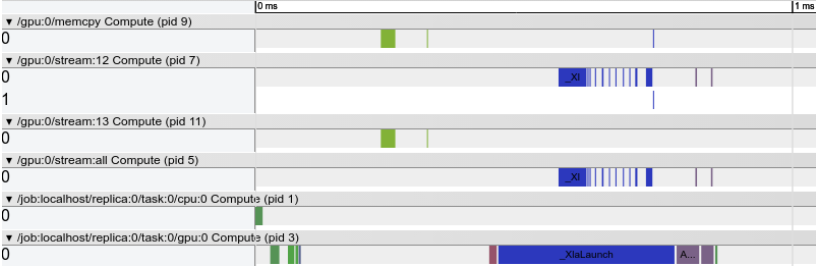 0 ms
1 ms
▼ /gpu:0/memcpy Compute (pid 9)
0
▼ /gpu:0/stream:12 Compute (pid 7)
0
_Xl
1
▼ /gpu:0/stream:13 Compute (pid 11)
0
▼ /gpu:0/stream:all Compute (pid 5)
0
_Xl
▼ /job:localhost/replica:0/task:0/cpu:0 Compute (pid 1)
0
▼ /job:localhost/replica:0/task:0/gpu:0 Compute (pid 3)
0
_XlaLaunch
A...